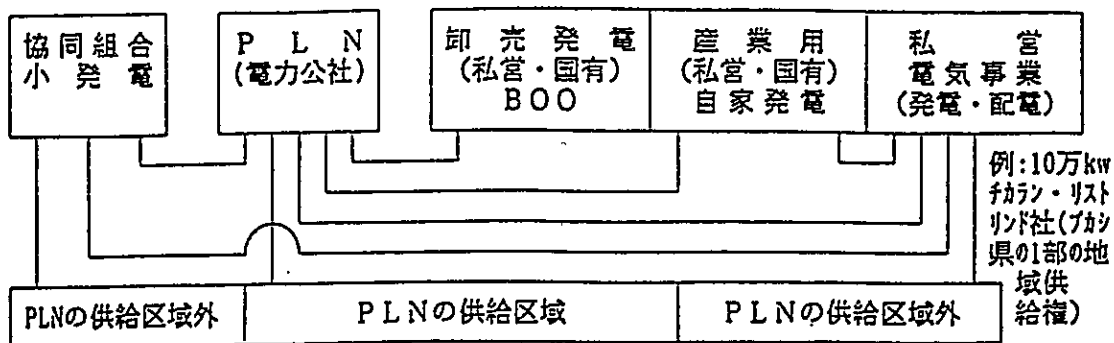 協同組合
小発電
PLN
(電力公社)
卸売発電
(私営・国有)
BOO
産業用
(私営・国有)
自家発電
私営
電気事業
(発電・配電)
例:10万kw
チカラン・リスト
リンド社(ブカシ
県の1部の地
域供
給権)
PLNの供給区域外
PLNの供給区域
PLNの供給区域外